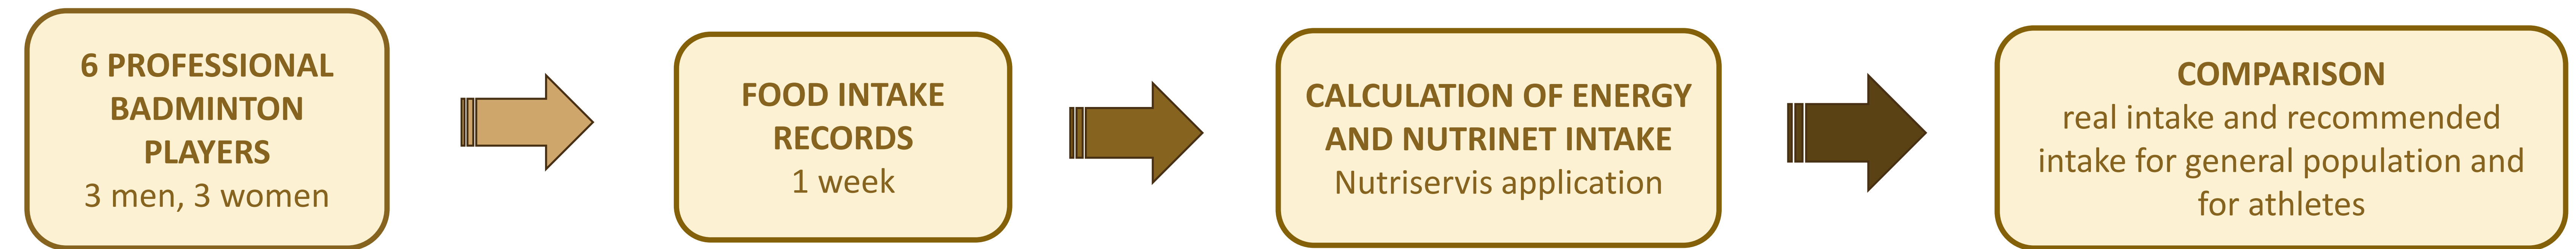 6 PROFESSIONAL
BADMINTON
PLAYERS
3 men, 3 women
FOOD INTAKE
RECORDS
1 week
CALCULATION OF ENERGY
AND NUTRINET INTAKE
Nutriservis application
COMPARISON
real intake and recommended
intake for general population and
for athletes